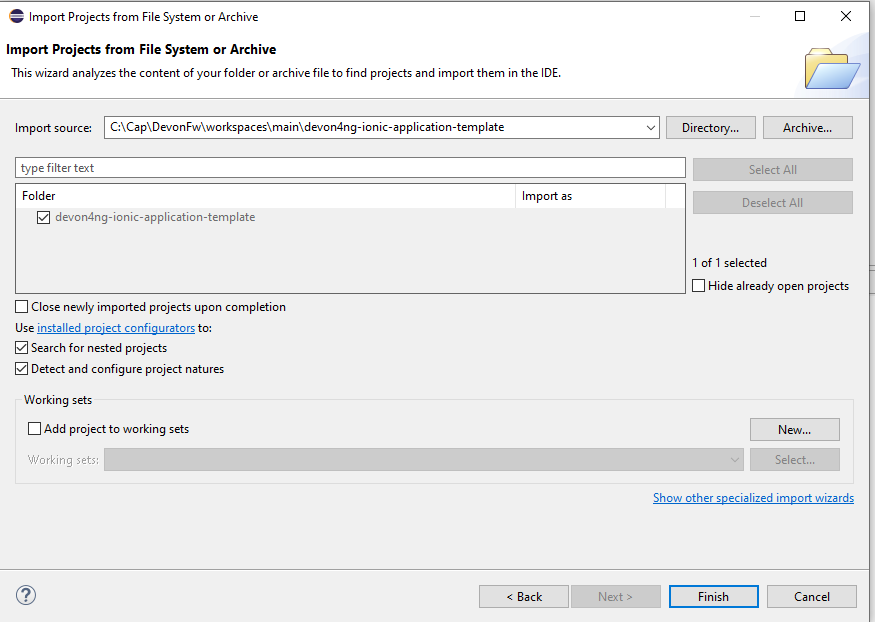 Import Projects from File System or Archive
Import Projects from File System or Archive
This wizard analyzes the content of your folder or archive file to find projects and import them in the IDE.
Import source: C:\Cap\DevonFw\workspaces\main\devon4ng-ionic-application-template Directory... Archive...
type filter text Select All
Folder Import as
Deselect All
devon4ng-ionic-application-template
1 of 1 selected
Hide already open projects
Close newly imported projects upon completion
Use installed project configurators to:
Search for nested projects
Detect and configure project natures
Working sets
Add project to working sets New...
Working sets: Select...
Show other specialized import wizards
? < Back Next > Finish Cancel